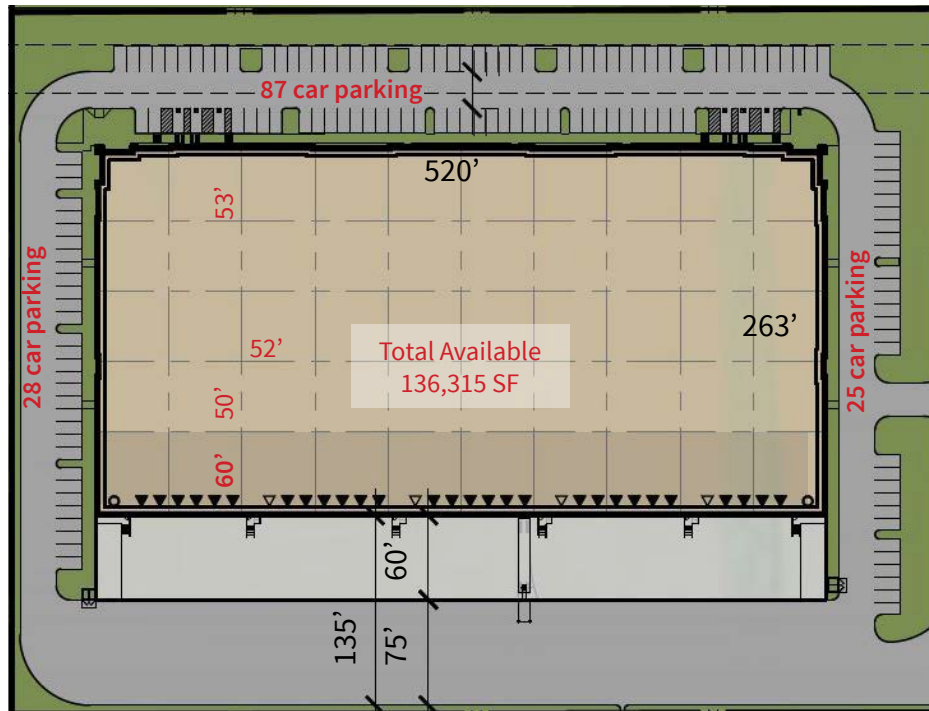 87 car parking
520’
53’
28 car parking
25 car parking
263’
52’
Total Available
136,315 SF
50’
60’
60’
135’
75’